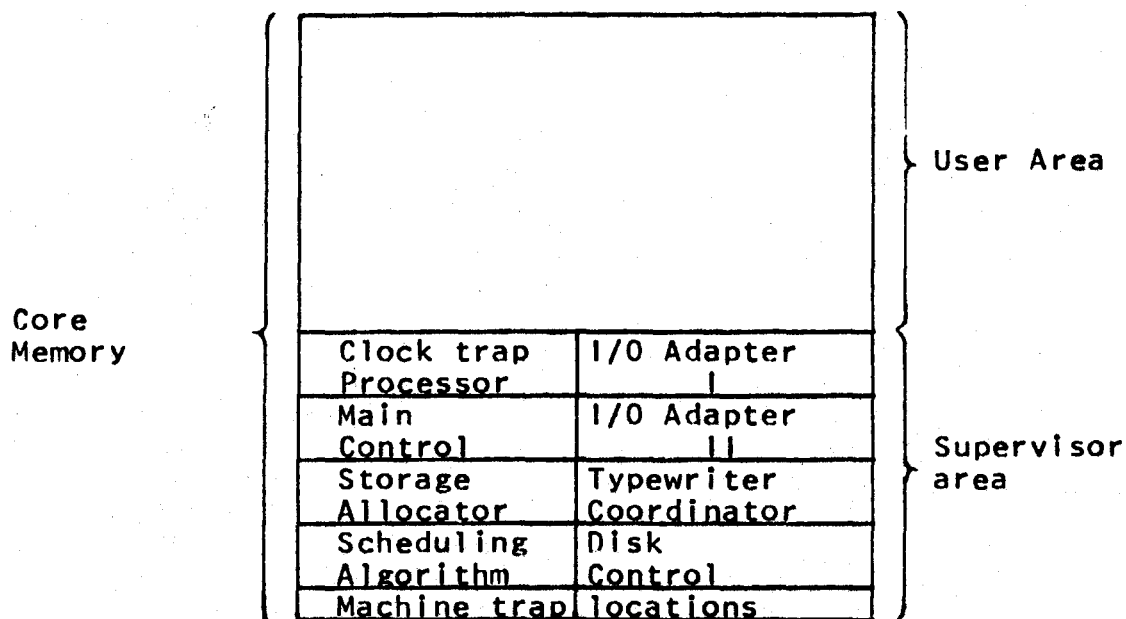 User Area
Core
Memory
Clock trap I/O Adapter
Processor I
Main I/O Adapter
Control II
Supervisor
area
Storage Typewriter
Allocator Coordinator
Scheduling Disk
Algorithm Control
Machine trap locations